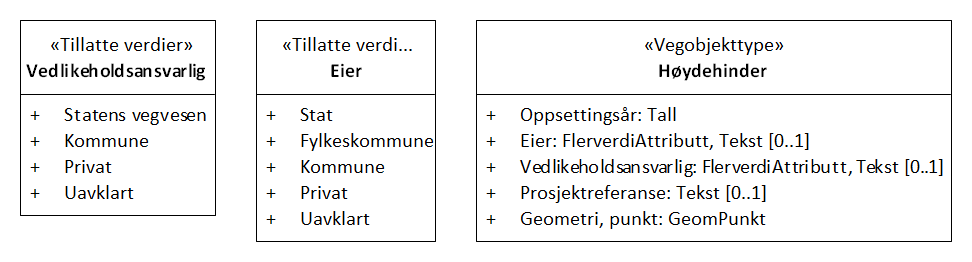 «Tillatte verdier»
Vedlikeholdsansvarlig
+ Statens vegvesen
+ Kommune
+ Privat
+ Uavklart
«Tillatte verdi...
Eier
+ Stat
+ Fylkeskommune
+ Kommune
+ Privat
+ Uavklart
«Vegobjekttype»
Høydehinder
+ Oppsettingsår: Tall
+ Eier: FlerverdiAttributt, Tekst [0..1]
+ Vedlikeholdsansvarlig: FlerverdiAttributt, Tekst [0..1]
+ Prosjektreferanse: Tekst [0..1]
+ Geometri, punkt: GeomPunkt